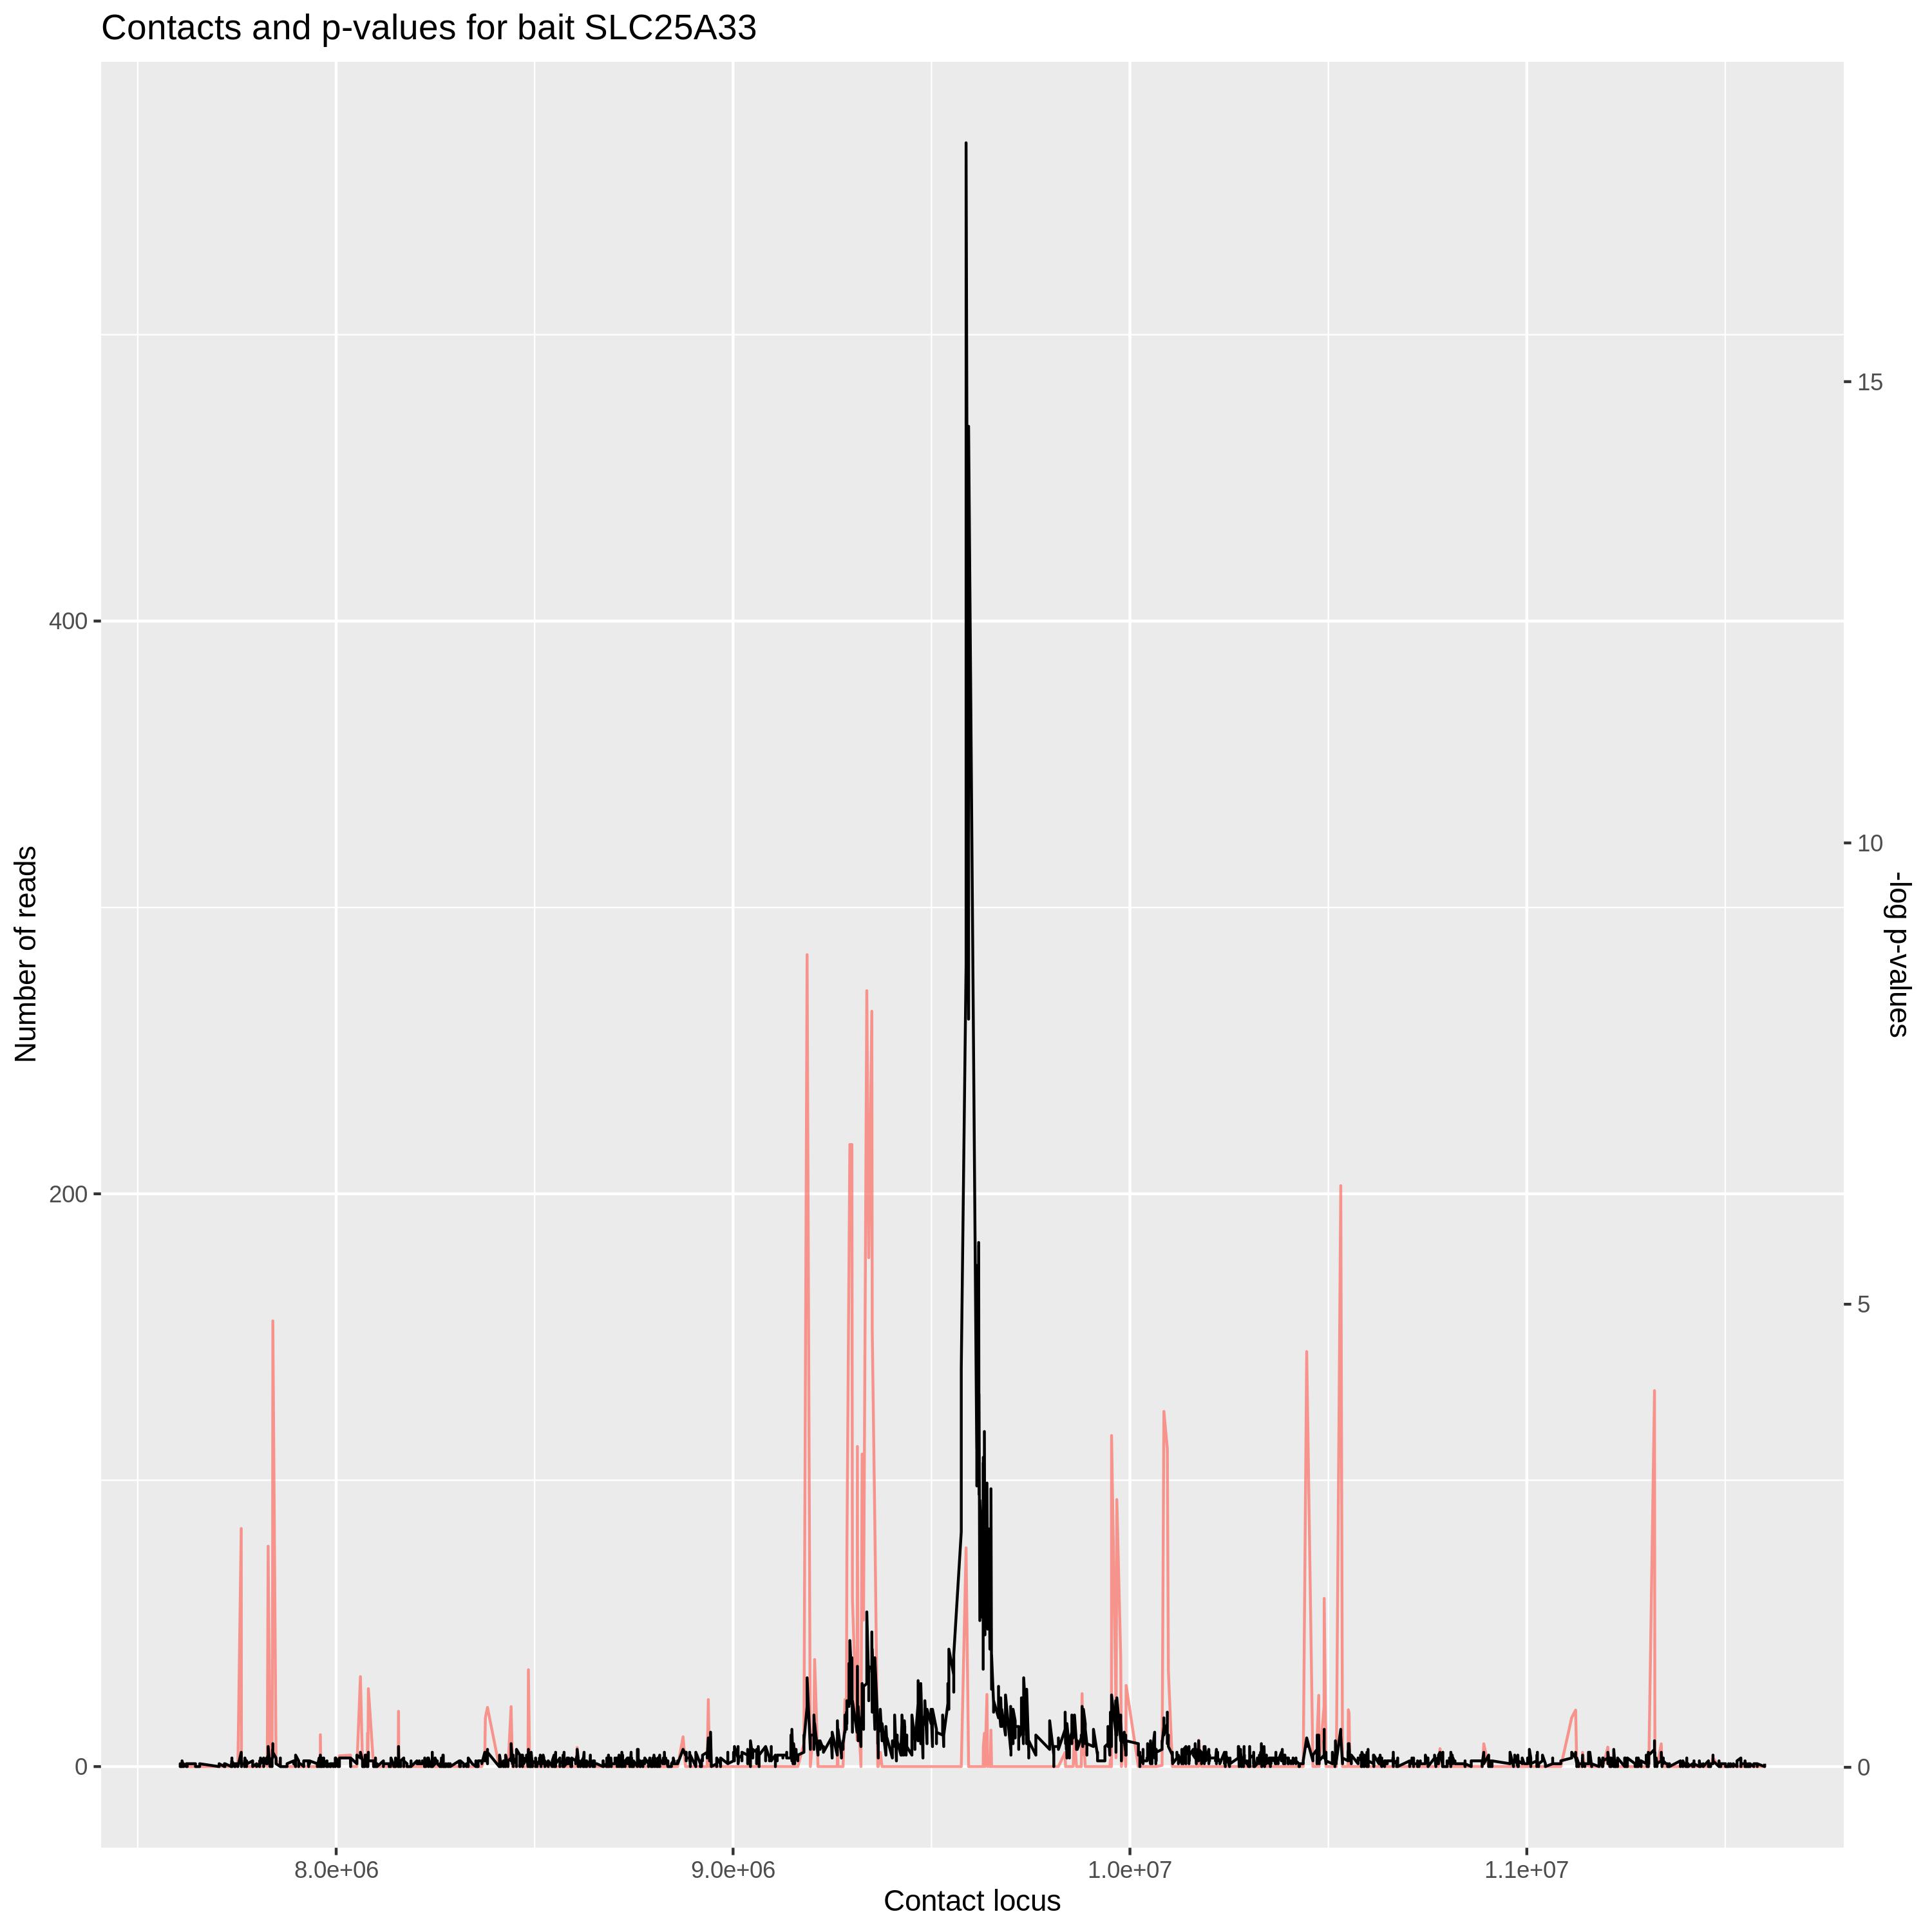 Contacts and p-values for bait SLC25A33
Number of reads
400
200
0
15
10
5
0
-log p-values
8.0e+06
9.0e+06
1.0e+07
1.1e+07
Contact locus